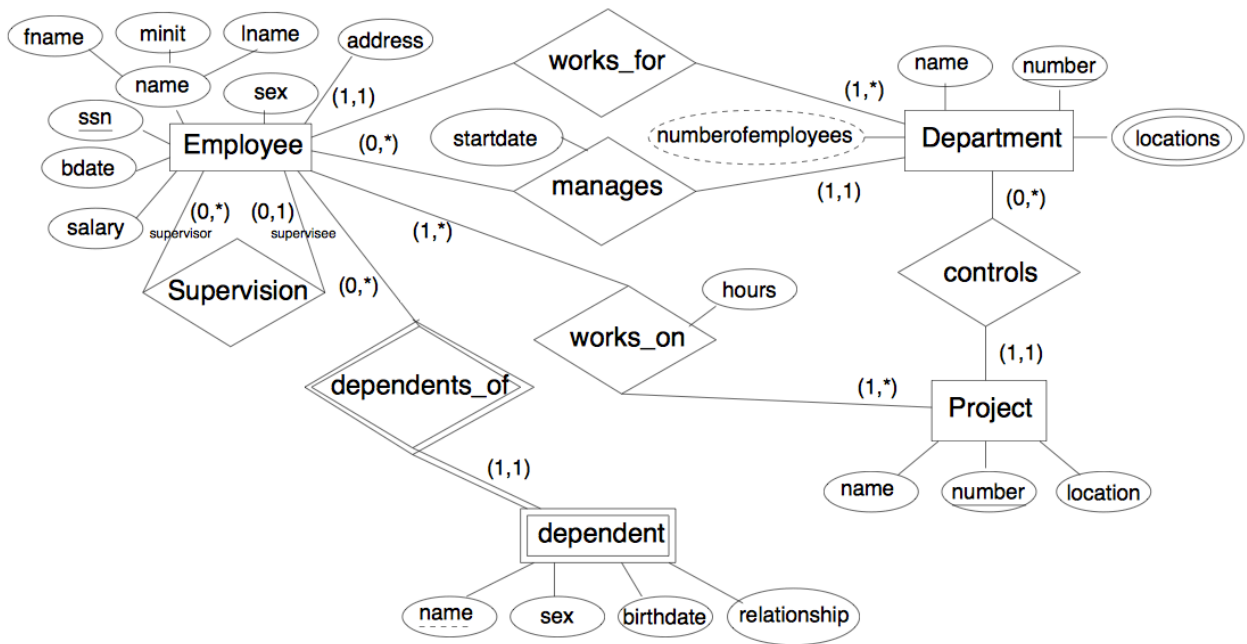 fname
minit
lname
address
name
sex
(1,1)
ssn
Employee
bdate
salary
(0,*)
works_for
(1,*)
name
number
startdate
numberofemployees
Department
locations
manages
(1,1)
(0,*)
supervisor
(0,1)
supervisee
Supervision
(1,*)
(0,*)
(0,*)
controls
hours
works_on
dependents_of
(1,1)
(1,*)
Project
name
number
location
(1,1)
dependent
name
sex
birthdate
relationship